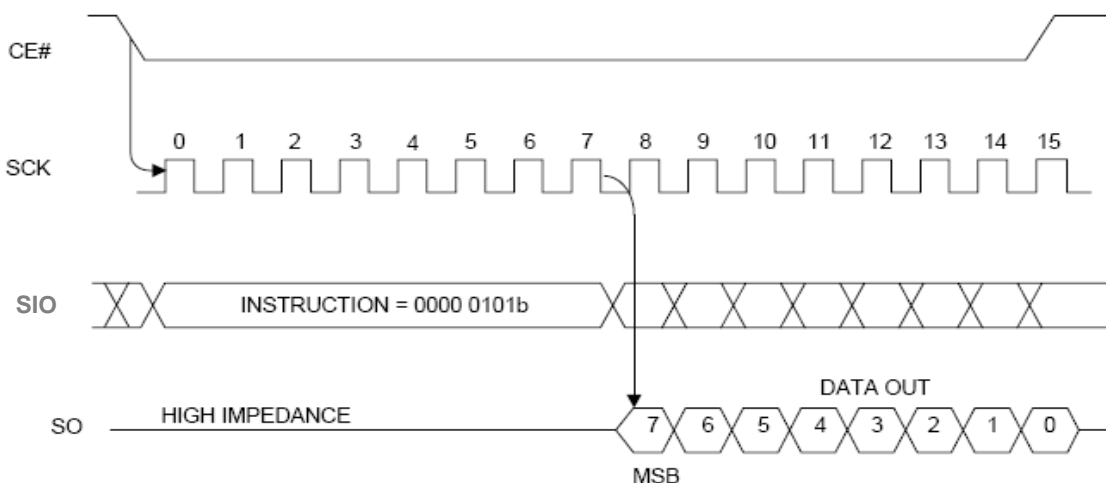 CE#
0 1 2 3 4 5 6 7 8 9 10 11 12 13 14 15
SCK
SIO INSTRUCTION = 0000 0101b
DATA OUT
HIGH IMPEDANCE
SO 7 6 5 4 3 2 1 0
MSB